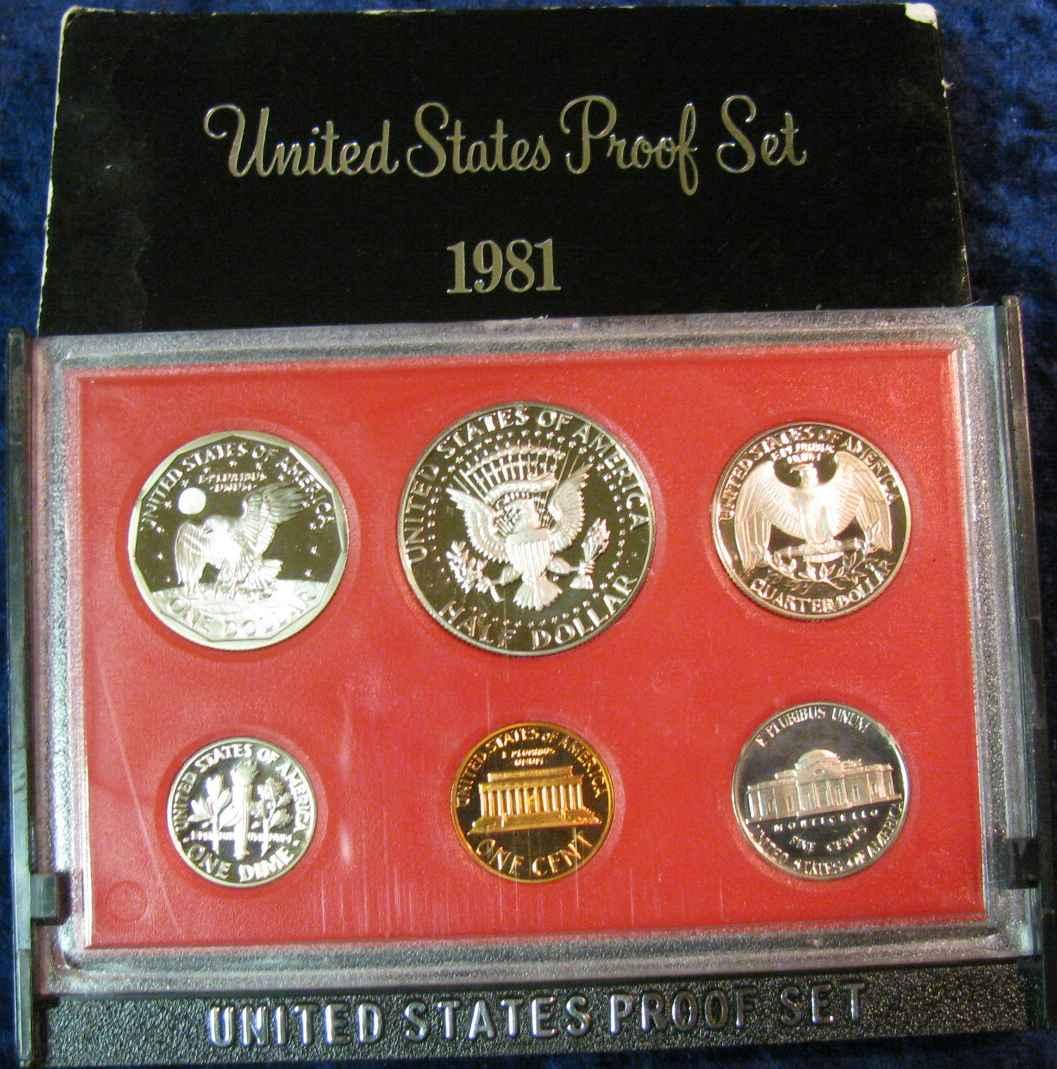 United States Proof Set
1981
UNITED STATES OF AMERICA
E PLURIBUS
UNUM
ONE DOLLAR
UNITED STATES OF AMERICA
HALF DOLLAR
UNITED STATES OF AMERICA
E PLURIBUS
UNUM
QUARTER DOLLAR
UNITED STATES OF AMERICA
E PLURIBUS UNUM
ONE DIME
UNITED STATES OF AMERICA
E PLURIBUS
UNUM
ONE CENT
E PLURIBUS UNUM
MONTICELLO
FIVE CENTS
UNITED STATES OF AMERICA
UNITED STATES PROOF SET